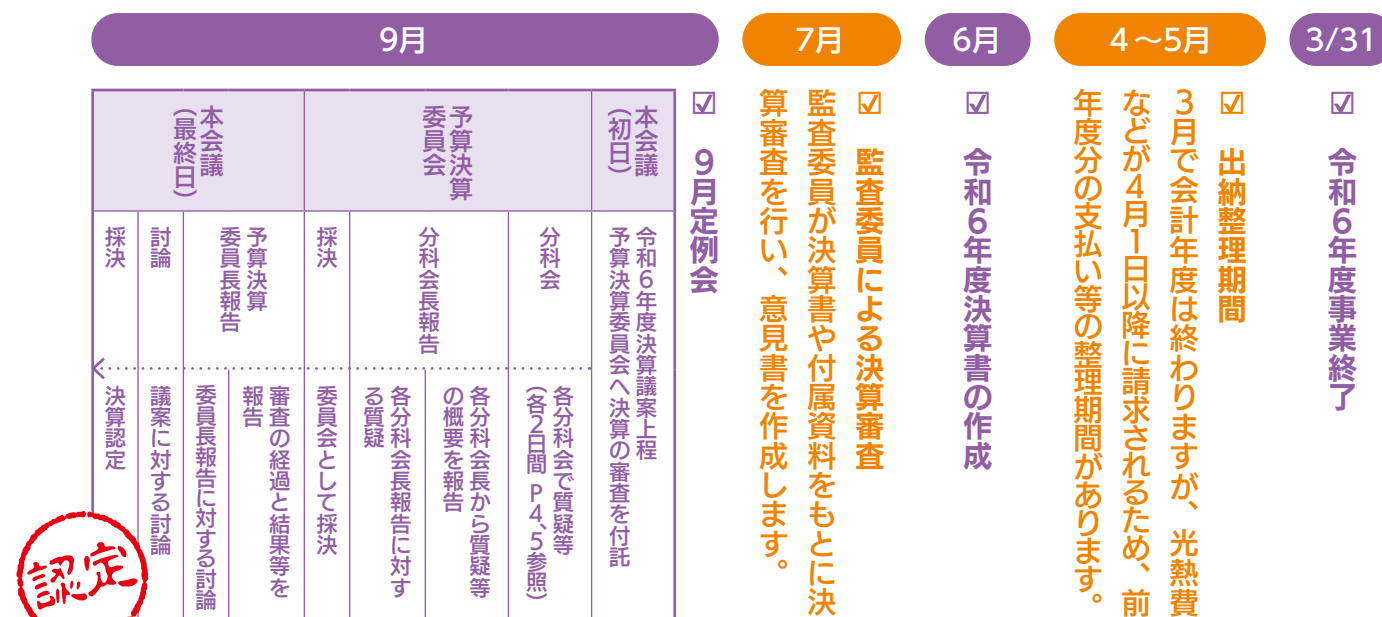 3/31
☑ 令和6年度事業終了
4～5月
☑ 出納整理期間
3月で会計年度は終わりますが、光熱費
などが4月1日以降に請求されるため、前
年度分の支払い等の整理期間があります。
6月
☑ 令和6年度決算書の作成
7月
☑ 監査委員による決算審査
監査委員が決算書や付属資料をもとに決
算審査を行い、意見書を作成します。
9月
☑ 9月定例会
本会議
（初日）
令和6年度決算議案上程
予算決算委員会へ決算の審査を付託
予算決算
委員会
分科会
各分科会で質疑等
（各2日間 P4、5参照）
分科会長報告
各分科会長から質疑等
の概要を報告
各分科会長報告に対す
る質疑
採決
委員会として採決
本会議
（最終日）
予算決算
委員長報告
審査の経過と結果等を
報告
委員長報告に対する討論
討論
議案に対する討論
採決
決算認定
認定